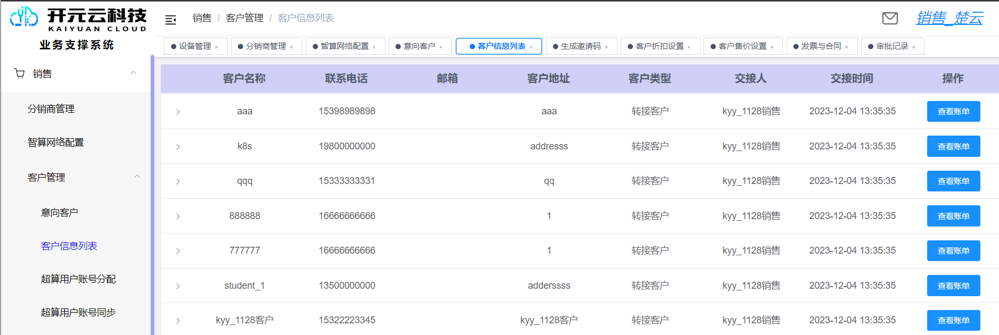 开元云科技
KAIYUAN CLOUD
业务支撑系统
销售 / 客户管理 / 客户信息列表
销售_楚云
设备管理 × 分销商管理 × 智算网络配置 × 意向客户 × 客户信息列表 × 生成邀请码 × 客户折扣设置 × 客户售价设置 × 发票与合同 × 审批记录 ×
销售
分销商管理
智算网络配置
客户管理
意向客户
客户信息列表
超算用户账号分配
超算用户账号同步
客户名称 联系电话 邮箱 客户地址 客户类型 交接人 交接时间 操作
aaa 15398989898 aaa 转接客户 kyy_1128销售 2023-12-04 13:35:35 查看账单
k8s 19800000000 addresss 转接客户 kyy_1128销售 2023-12-04 13:35:35 查看账单
qqq 15333333331 qq 转接客户 kyy_1128销售 2023-12-04 13:35:35 查看账单
888888 16666666666 1 转接客户 kyy_1128销售 2023-12-04 13:35:35 查看账单
777777 16666666666 1 转接客户 kyy_1128销售 2023-12-04 13:35:35 查看账单
student_1 13500000000 adderssss 转接客户 kyy_1128销售 2023-12-04 13:35:35 查看账单
kyy_1128客户 15322223345 kyy_1128客户 转接客户 kyy_1128销售 2023-12-04 13:35:35 查看账单